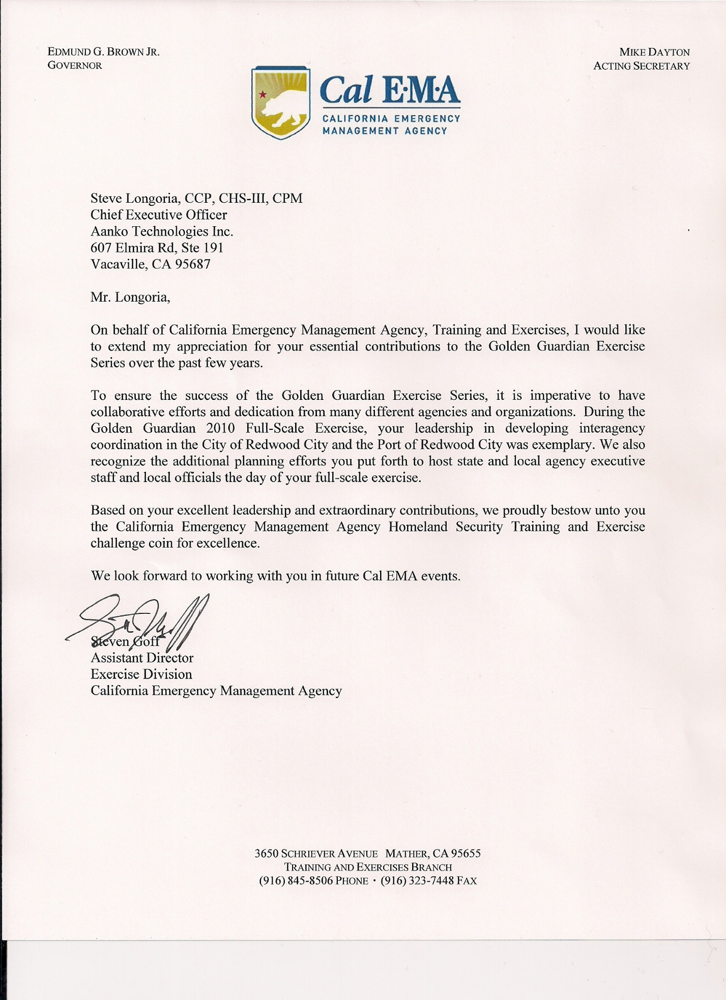 EDMUND G. BROWN JR.
GOVERNOR
MIKE DAYTON
ACTING SECRETARY
Cal E·M·A
CALIFORNIA EMERGENCY
MANAGEMENT AGENCY
Steve Longoria, CCP, CHS-III, CPM
Chief Executive Officer
Aanko Technologies Inc.
607 Elmira Rd, Ste 191
Vacaville, CA 95687
Mr. Longoria,
On behalf of California Emergency Management Agency, Training and Exercises, I would like
to extend my appreciation for your essential contributions to the Golden Guardian Exercise
Series over the past few years.
To ensure the success of the Golden Guardian Exercise Series, it is imperative to have
collaborative efforts and dedication from many different agencies and organizations. During the
Golden Guardian 2010 Full-Scale Exercise, your leadership in developing interagency
coordination in the City of Redwood City and the Port of Redwood City was exemplary. We also
recognize the additional planning efforts you put forth to host state and local agency executive
staff and local officials the day of your full-scale exercise.
Based on your excellent leadership and extraordinary contributions, we proudly bestow unto you
the California Emergency Management Agency Homeland Security Training and Exercise
challenge coin for excellence.
We look forward to working with you in future Cal EMA events.
Steven Goff
Assistant Director
Exercise Division
California Emergency Management Agency
3650 SCHRIEVER AVENUE MATHER, CA 95655
TRAINING AND EXERCISES BRANCH
(916) 845-8506 PHONE · (916) 323-7448 FAX